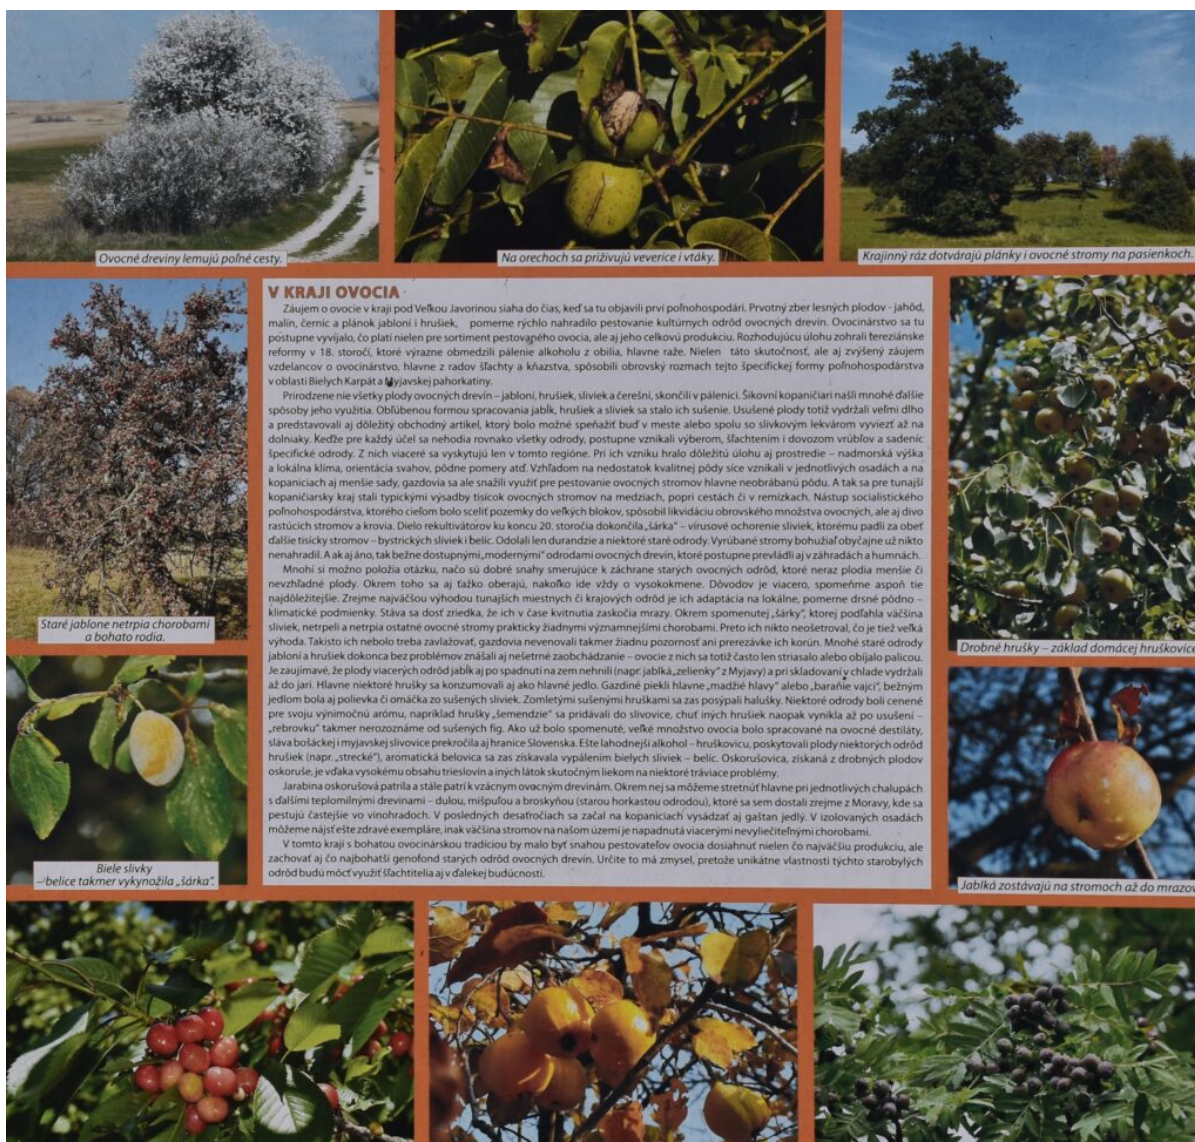 Ovocné dreviny lemujú poľné cesty.
Na orechoch sa priživujú veverice i vtáky.
Krajinný ráz dotvárajú plánky i ovocné stromy na pasienkoch.
V KRAJI OVOCIA
Záujem o ovocie v kraji pod Veľkou Javorinou siaha do čias, keď sa tu objavili prví poľnohospodári. Prvotný zber lesných plodov - jahôd,
malín, černíc a plánok jabloní i hrušiek, pomerne rýchlo nahradilo pestovanie kultúrnych odrôd ovocných drevín. Ovocinárstvo sa tu
postupne vyvíjalo, čo platí nielen pre sortiment pestovaného ovocia, ale aj jeho celkovú produkciu. Rozhodujúcu úlohu zohrali tereziánske
reformy v 18. storočí, ktoré výrazne obmedzili pálenie alkoholu z obilia, hlavne raže. Nielen táto skutočnosť, ale aj zvýšený záujem
vzdelancov o ovocinárstvo, hlavne z radov šľachty a kňazstva, spôsobili obrovský rozmach tejto špecifickej formy poľnohospodárstva
v oblasti Bielych Karpát a Myjavskej pahorkatiny.
Prirodzene nie všetky plody ovocných drevín – jabloní, hrušiek, sliviek a čerešní, skončili v pálenici. Šikovní kopaničiari našli mnohé ďalšie
spôsoby jeho využitia. Obľúbenou formou spracovania jabĺk, hrušiek a sliviek sa stalo ich sušenie. Usušené plody totiž vydržali veľmi dlho
a predstavovali aj dôležitý obchodný artikel, ktorý bolo možné speňažiť buď v meste alebo spolu so slivkovým lekvárom vyviezť až na
dolniaky. Keďže pre každý účel sa nehodia rovnako všetky odrody, postupne vznikali výberom, šľachtením i dovozom vrúbľov a sadeníc
špecifické odrody. Z nich viaceré sa vyskytujú len v tomto regióne. Pri ich vzniku hralo dôležitú úlohu aj prostredie – nadmorská výška
a lokálna klíma, orientácia svahov, pôdne pomery atď. Vzhľadom na nedostatok kvalitnej pôdy síce vznikali v jednotlivých osadách a na
kopaniciach aj menšie sady, gazdovia sa ale snažili využiť pre pestovanie ovocných stromov hlavne neobrábanú pôdu. A tak sa pre tunajší
kopaničiarsky kraj stali typickými výsadby tisícok ovocných stromov na medziach, popri cestách či v remízkach. Nástup socialistického
poľnohospodárstva, ktorého cieľom bolo sceliť pozemky do veľkých blokov, spôsobil likvidáciu obrovského množstva ovocných, ale aj divo
rastúcich stromov a krovia. Dielo rekultivátorov ku koncu 20. storočia dokončila „šárka" – vírusové ochorenie sliviek, ktorému padli za obeť
ďalšie tisícky stromov – bystrických sliviek i belíc. Odolali len durandzie a niektoré staré odrody. Vyrúbané stromy bohužiaľ obyčajne už nikto
nenahradil. A ak aj áno, tak bežne dostupnými „modernými" odrodami ovocných drevín, ktoré postupne prevládli aj v záhradách a humnách.
Mnohí si možno položia otázku, načo sú dobré snahy smerujúce k záchrane starých ovocných odrôd, ktoré neraz plodia menšie či
nevzhľadné plody. Okrem toho sa aj ťažko oberajú, nakoľko ide vždy o vysokokmene. Dôvodov je viacero, spomeňme aspoň tie
najdôležitejšie. Zrejme najväčšou výhodou tunajších miestnych či krajových odrôd je ich adaptácia na lokálne, pomerne drsné pôdno –
klimatické podmienky. Stáva sa dosť zriedka, že ich v čase kvitnutia zaskočia mrazy. Okrem spomenutej „šárky", ktorej podľahla väčšina
sliviek, netrpeli a netrpia ostatné ovocné stromy prakticky žiadnymi významnejšími chorobami. Preto ich nikto neošetroval, čo je tiež veľká
výhoda. Takisto ich nebolo treba zavlažovať, gazdovia nevenovali takmer žiadnu pozornosť ani prerezávke ich korún. Mnohé staré odrody
jabloní a hrušiek dokonca bez problémov znášali aj nešetrné zaobchádzanie – ovocie z nich sa totiž často len striasalo alebo obíjalo palicou.
Je zaujímavé, že plody viacerých odrôd jabĺk aj po spadnutí na zem nehnili (napr. jablká „zelienky" z Myjavy) a pri skladovaní v chlade vydržali
až do jari. Hlavne niektoré hrušky sa konzumovali aj ako hlavné jedlo. Gazdiné piekli hlavne „madžié hlavy" alebo „baraňie vajcí", bežným
jedlom bola aj polievka či omáčka zo sušených sliviek. Zomletými sušenými hruškami sa zas posýpali halušky. Niektoré odrody boli cenené
pre svoju výnimočnú arómu, napríklad hrušky „šemendzie" sa pridávali do slivovice, chuť iných hrušiek naopak vynikla až po usušení –
„rebrovku" takmer nerozoznáme od sušených fíg. Ako už bolo spomenuté, veľké množstvo ovocia bolo spracované na ovocné destiláty,
sláva bošáckej i myjavskej slivovice prekročila aj hranice Slovenska. Ešte lahodnejší alkohol – hruškovicu, poskytovali plody niektorých odrôd
hrušiek (napr. „strecké"), aromatická belovica sa zas získavala vypálením bielych sliviek – belíc. Oskorušovica, získaná z drobných plodov
oskoruše, je vďaka vysokému obsahu trieslovín a iných látok skutočným liekom na niektoré tráviace problémy.
Jarabina oskorušová patrila a stále patrí k vzácnym ovocným drevinám. Okrem nej sa môžeme stretnúť hlavne pri jednotlivých chalupách
s ďalšími teplomilnými drevinami – dulou, mišpuľou a broskyňou (starou horkastou odrodou), ktoré sa sem dostali zrejme z Moravy, kde sa
pestujú častejšie vo vinohradoch. V posledných desaťročiach sa začal na kopaniciach vysádzať aj gaštan jedlý. V izolovaných osadách
môžeme nájsť ešte zdravé exempláre, inak väčšina stromov na našom území je napadnutá viacerými nevyliečiteľnými chorobami.
V tomto kraji s bohatou ovocinárskou tradíciou by malo byť snahou pestovateľov ovocia dosiahnuť nielen čo najväčšiu produkciu, ale
zachovať aj čo najbohatší genofond starých odrôd ovocných drevín. Určite to má zmysel, pretože unikátne vlastnosti týchto starobylých
odrôd budú môcť využiť šľachtitelia aj v ďalekej budúcnosti.
Staré jablone netrpia chorobami
a bohato rodia.
Drobné hrušky – základ domácej hruškovice
Biele slivky
– belice takmer vykynožila „šárka".
Jablká zostávajú na stromoch až do mrazov